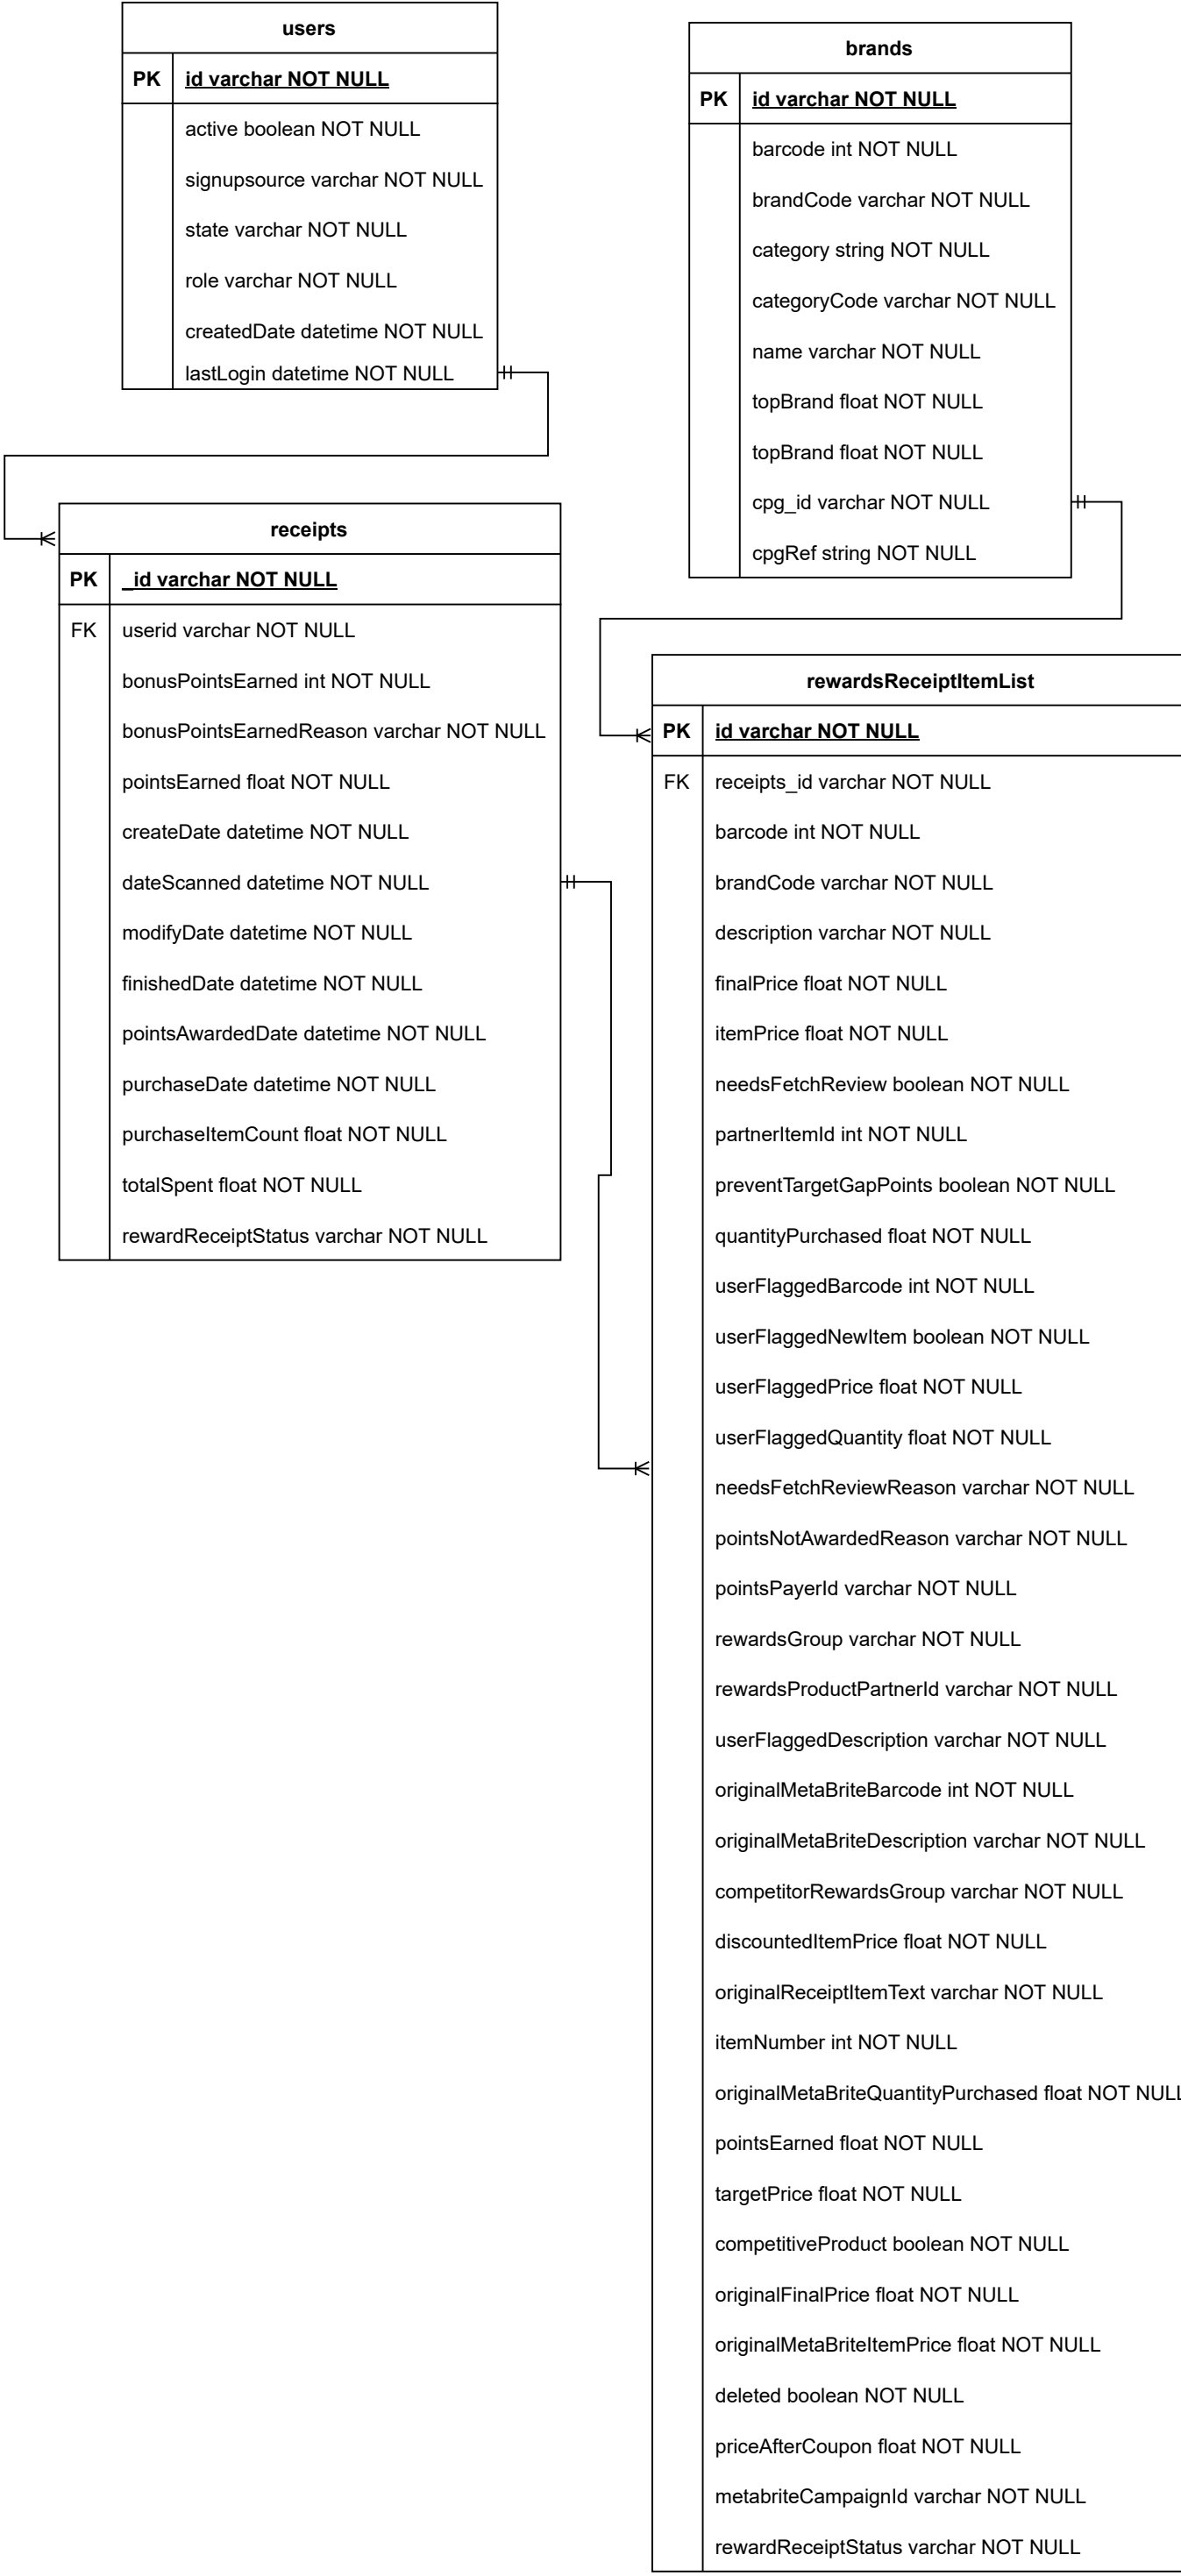 users
PK id varchar NOT NULL
active boolean NOT NULL
signupsource varchar NOT NULL
state varchar NOT NULL
role varchar NOT NULL
createdDate datetime NOT NULL
lastLogin datetime NOT NULL
brands
PK id varchar NOT NULL
barcode int NOT NULL
brandCode varchar NOT NULL
category string NOT NULL
categoryCode varchar NOT NULL
name varchar NOT NULL
topBrand float NOT NULL
topBrand float NOT NULL
cpg_id varchar NOT NULL
cpgRef string NOT NULL
receipts
PK _id varchar NOT NULL
FK userid varchar NOT NULL
bonusPointsEarned int NOT NULL
bonusPointsEarnedReason varchar NOT NULL
pointsEarned float NOT NULL
createDate datetime NOT NULL
dateScanned datetime NOT NULL
modifyDate datetime NOT NULL
finishedDate datetime NOT NULL
pointsAwardedDate datetime NOT NULL
purchaseDate datetime NOT NULL
purchaseItemCount float NOT NULL
totalSpent float NOT NULL
rewardReceiptStatus varchar NOT NULL
rewardsReceiptItemList
PK id varchar NOT NULL
FK receipts_id varchar NOT NULL
barcode int NOT NULL
brandCode varchar NOT NULL
description varchar NOT NULL
finalPrice float NOT NULL
itemPrice float NOT NULL
needsFetchReview boolean NOT NULL
partnerItemId int NOT NULL
preventTargetGapPoints boolean NOT NULL
quantityPurchased float NOT NULL
userFlaggedBarcode int NOT NULL
userFlaggedNewItem boolean NOT NULL
userFlaggedPrice float NOT NULL
userFlaggedQuantity float NOT NULL
needsFetchReviewReason varchar NOT NULL
pointsNotAwardedReason varchar NOT NULL
pointsPayerId varchar NOT NULL
rewardsGroup varchar NOT NULL
rewardsProductPartnerId varchar NOT NULL
userFlaggedDescription varchar NOT NULL
originalMetaBriteBarcode int NOT NULL
originalMetaBriteDescription varchar NOT NULL
competitorRewardsGroup varchar NOT NULL
discountedItemPrice float NOT NULL
originalReceiptItemText varchar NOT NULL
itemNumber int NOT NULL
originalMetaBriteQuantityPurchased float NOT NULL
pointsEarned float NOT NULL
targetPrice float NOT NULL
competitiveProduct boolean NOT NULL
originalFinalPrice float NOT NULL
originalMetaBriteItemPrice float NOT NULL
deleted boolean NOT NULL
priceAfterCoupon float NOT NULL
metabriteCampaignId varchar NOT NULL
rewardReceiptStatus varchar NOT NULL